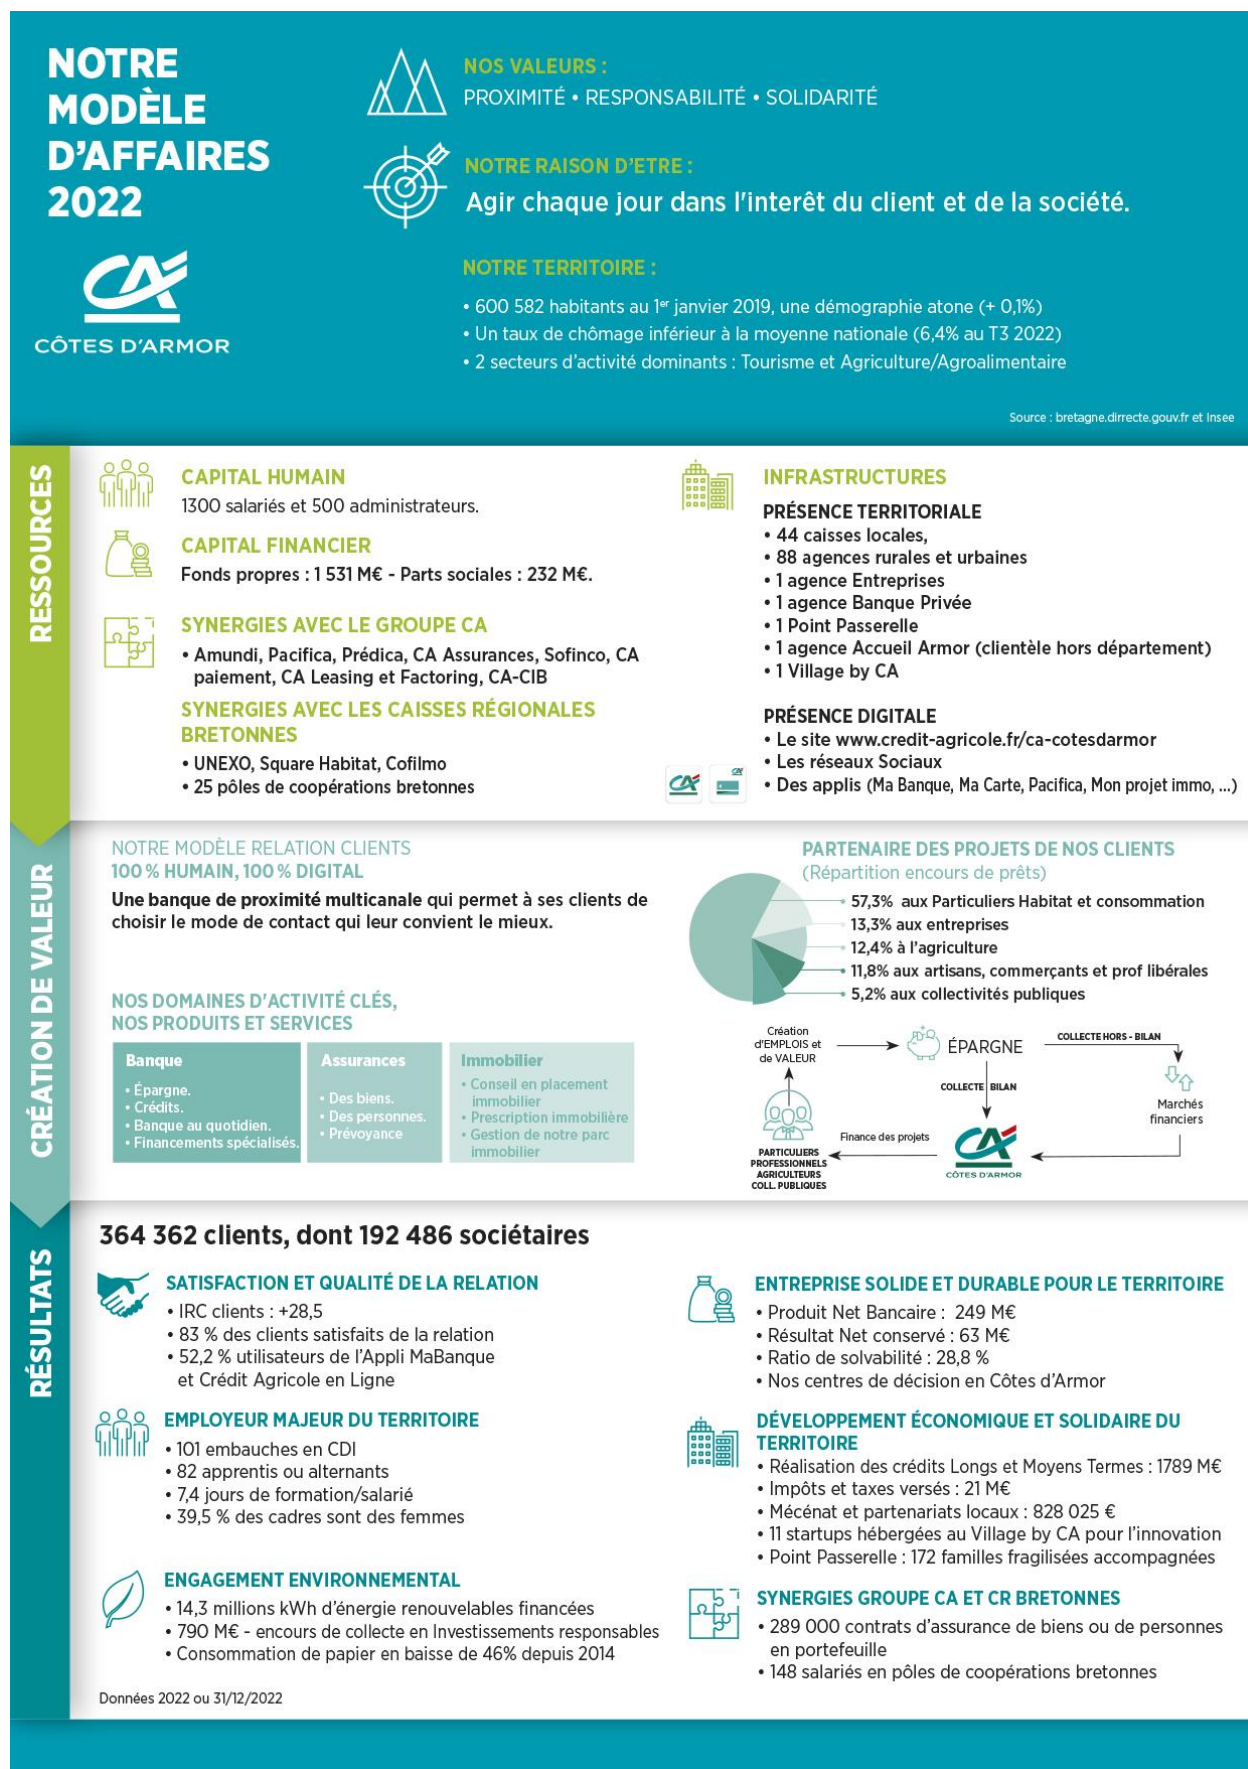 NOTRE
MODÈLE
D'AFFAIRES
2022
CÔTES D'ARMOR
NOS VALEURS :
PROXIMITÉ • RESPONSABILITÉ • SOLIDARITÉ
NOTRE RAISON D'ETRE :
Agir chaque jour dans l'interêt du client et de la société.
NOTRE TERRITOIRE :
• 600 582 habitants au 1er janvier 2019, une démographie atone (+ 0,1%)
• Un taux de chômage inférieur à la moyenne nationale (6,4% au T3 2022)
• 2 secteurs d'activité dominants : Tourisme et Agriculture/Agroalimentaire
Source : bretagne.dirrecte.gouv.fr et Insee
RESSOURCES
CAPITAL HUMAIN
1300 salariés et 500 administrateurs.
CAPITAL FINANCIER
Fonds propres : 1 531 M€ - Parts sociales : 232 M€.
SYNERGIES AVEC LE GROUPE CA
• Amundi, Pacifica, Prédica, CA Assurances, Sofinco, CA
paiement, CA Leasing et Factoring, CA-CIB
SYNERGIES AVEC LES CAISSES RÉGIONALES
BRETONNES
• UNEXO, Square Habitat, Cofilmo
• 25 pôles de coopérations bretonnes
INFRASTRUCTURES
PRÉSENCE TERRITORIALE
• 44 caisses locales,
• 88 agences rurales et urbaines
• 1 agence Entreprises
• 1 agence Banque Privée
• 1 Point Passerelle
• 1 agence Accueil Armor (clientèle hors département)
• 1 Village by CA
PRÉSENCE DIGITALE
• Le site www.credit-agricole.fr/ca-cotesdarmor
• Les réseaux Sociaux
• Des applis (Ma Banque, Ma Carte, Pacifica, Mon projet immo, ...)
CRÉATION DE VALEUR
NOTRE MODÈLE RELATION CLIENTS
100 % HUMAIN, 100 % DIGITAL
Une banque de proximité multicanale qui permet à ses clients de
choisir le mode de contact qui leur convient le mieux.
NOS DOMAINES D'ACTIVITÉ CLÉS,
NOS PRODUITS ET SERVICES
Banque
• Épargne.
• Crédits.
• Banque au quotidien.
• Financements spécialisés.
Assurances
• Des biens.
• Des personnes.
• Prévoyance
Immobilier
• Conseil en placement
immobilier
• Prescription immobilière
• Gestion de notre parc
immobilier
PARTENAIRE DES PROJETS DE NOS CLIENTS
(Répartition encours de prêts)
57,3% aux Particuliers Habitat et consommation
13,3% aux entreprises
12,4% à l'agriculture
11,8% aux artisans, commerçants et prof libérales
5,2% aux collectivités publiques
Création
d'EMPLOIS et
de VALEUR
ÉPARGNE
COLLECTE HORS - BILAN
COLLECTE BILAN
Marchés
financiers
Finance des projets
PARTICULIERS
PROFESSIONNELS
AGRICULTEURS
COLL. PUBLIQUES
CÔTES D'ARMOR
RÉSULTATS
364 362 clients, dont 192 486 sociétaires
SATISFACTION ET QUALITÉ DE LA RELATION
• IRC clients : +28,5
• 83 % des clients satisfaits de la relation
• 52,2 % utilisateurs de l'Appli MaBanque
et Crédit Agricole en Ligne
EMPLOYEUR MAJEUR DU TERRITOIRE
• 101 embauches en CDI
• 82 apprentis ou alternants
• 7,4 jours de formation/salarié
• 39,5 % des cadres sont des femmes
ENGAGEMENT ENVIRONNEMENTAL
• 14,3 millions kWh d'énergie renouvelables financées
• 790 M€ - encours de collecte en Investissements responsables
• Consommation de papier en baisse de 46% depuis 2014
Données 2022 ou 31/12/2022
ENTREPRISE SOLIDE ET DURABLE POUR LE TERRITOIRE
• Produit Net Bancaire : 249 M€
• Résultat Net conservé : 63 M€
• Ratio de solvabilité : 28,8 %
• Nos centres de décision en Côtes d'Armor
DÉVELOPPEMENT ÉCONOMIQUE ET SOLIDAIRE DU
TERRITOIRE
• Réalisation des crédits Longs et Moyens Termes : 1789 M€
• Impôts et taxes versés : 21 M€
• Mécénat et partenariats locaux : 828 025 €
• 11 startups hébergées au Village by CA pour l'innovation
• Point Passerelle : 172 familles fragilisées accompagnées
SYNERGIES GROUPE CA ET CR BRETONNES
• 289 000 contrats d'assurance de biens ou de personnes
en portefeuille
• 148 salariés en pôles de coopérations bretonnes